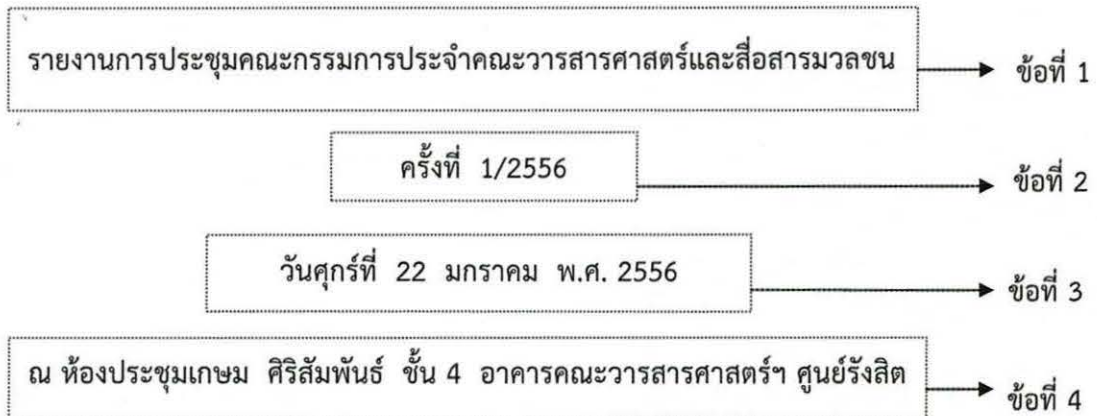 รายงานการประชุมคณะกรรมการประจำคณะวารสารศาสตร์และสื่อสารมวลชน ข้อที่ 1
ครั้งที่ 1/2556 ข้อที่ 2
วันศุกร์ที่ 22 มกราคม พ.ศ. 2556 ข้อที่ 3
ณ ห้องประชุมเกษม ศิริสัมพันธ์ ชั้น 4 อาคารคณะวารสารศาสตร์ฯ ศูนย์รังสิต ข้อที่ 4